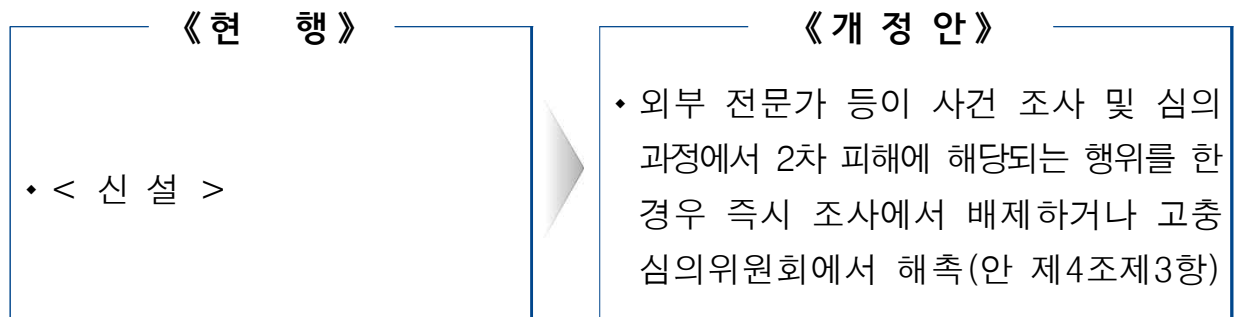 《현 행》
◆ < 신 설 >
《개 정 안》
◆ 외부 전문가 등이 사건 조사 및 심의
과정에서 2차 피해에 해당되는 행위를 한
경우 즉시 조사에서 배제하거나 고충
심의위원회에서 해촉(안 제4조제3항)